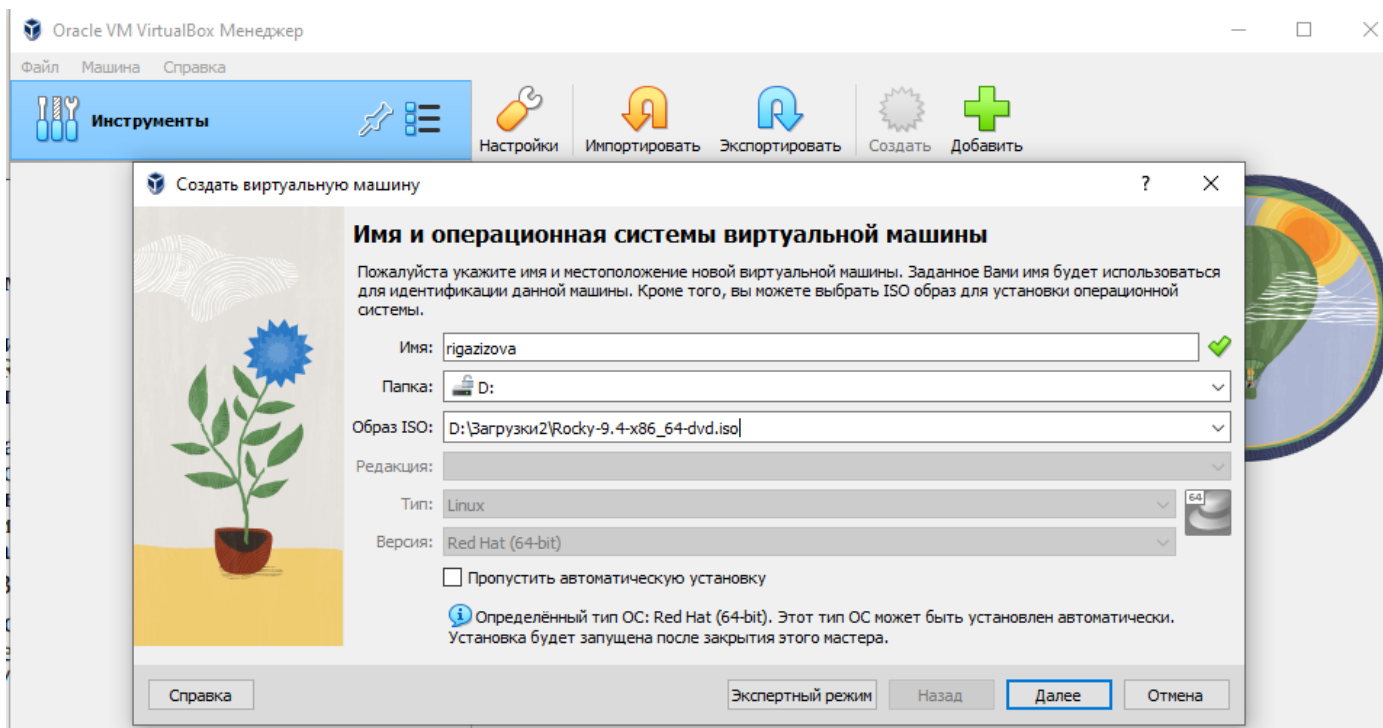 Oracle VM VirtualBox Менеджер
Файл Машина Справка
Инструменты
Настройки Импортировать Экспортировать Создать Добавить
Создать виртуальную машину ?
Имя и операционная системы виртуальной машины
Пожалуйста укажите имя и местоположение новой виртуальной машины. Заданное Вами имя будет использоваться
для идентификации данной машины. Кроме того, вы можете выбрать ISO образ для установки операционной
системы.
Имя: rigazizova
Папка: D:
Образ ISO: D:\Загрузки2\Rocky-9.4-x86_64-dvd.iso
Редакция:
Тип: Linux
64
Версия: Red Hat (64-bit)
Пропустить автоматическую установку
Определённый тип ОС: Red Hat (64-bit). Этот тип ОС может быть установлен автоматически.
Установка будет запущена после закрытия этого мастера.
Справка Экспертный режим Назад Далее Отмена